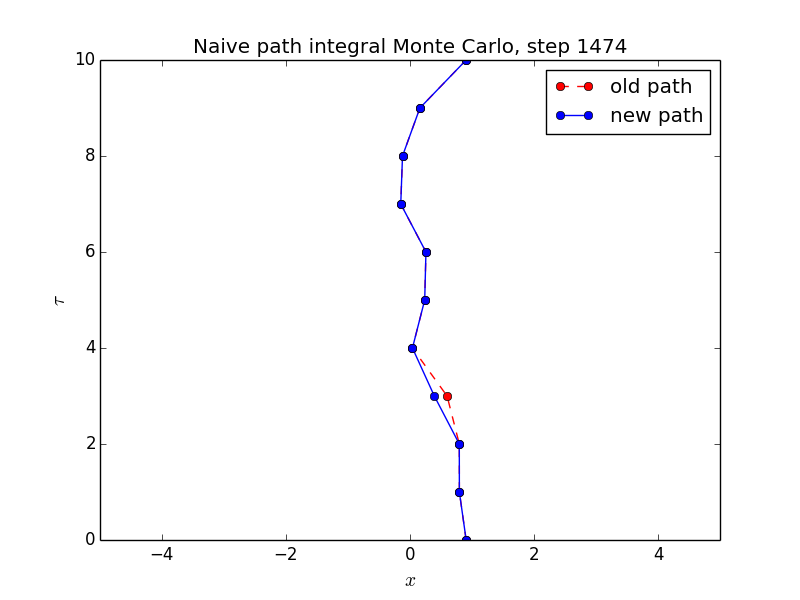 Naive path integral Monte Carlo, step 1474
old path
new path
10
8
6
4
2
0
τ
−4 −2 0 2 4
x